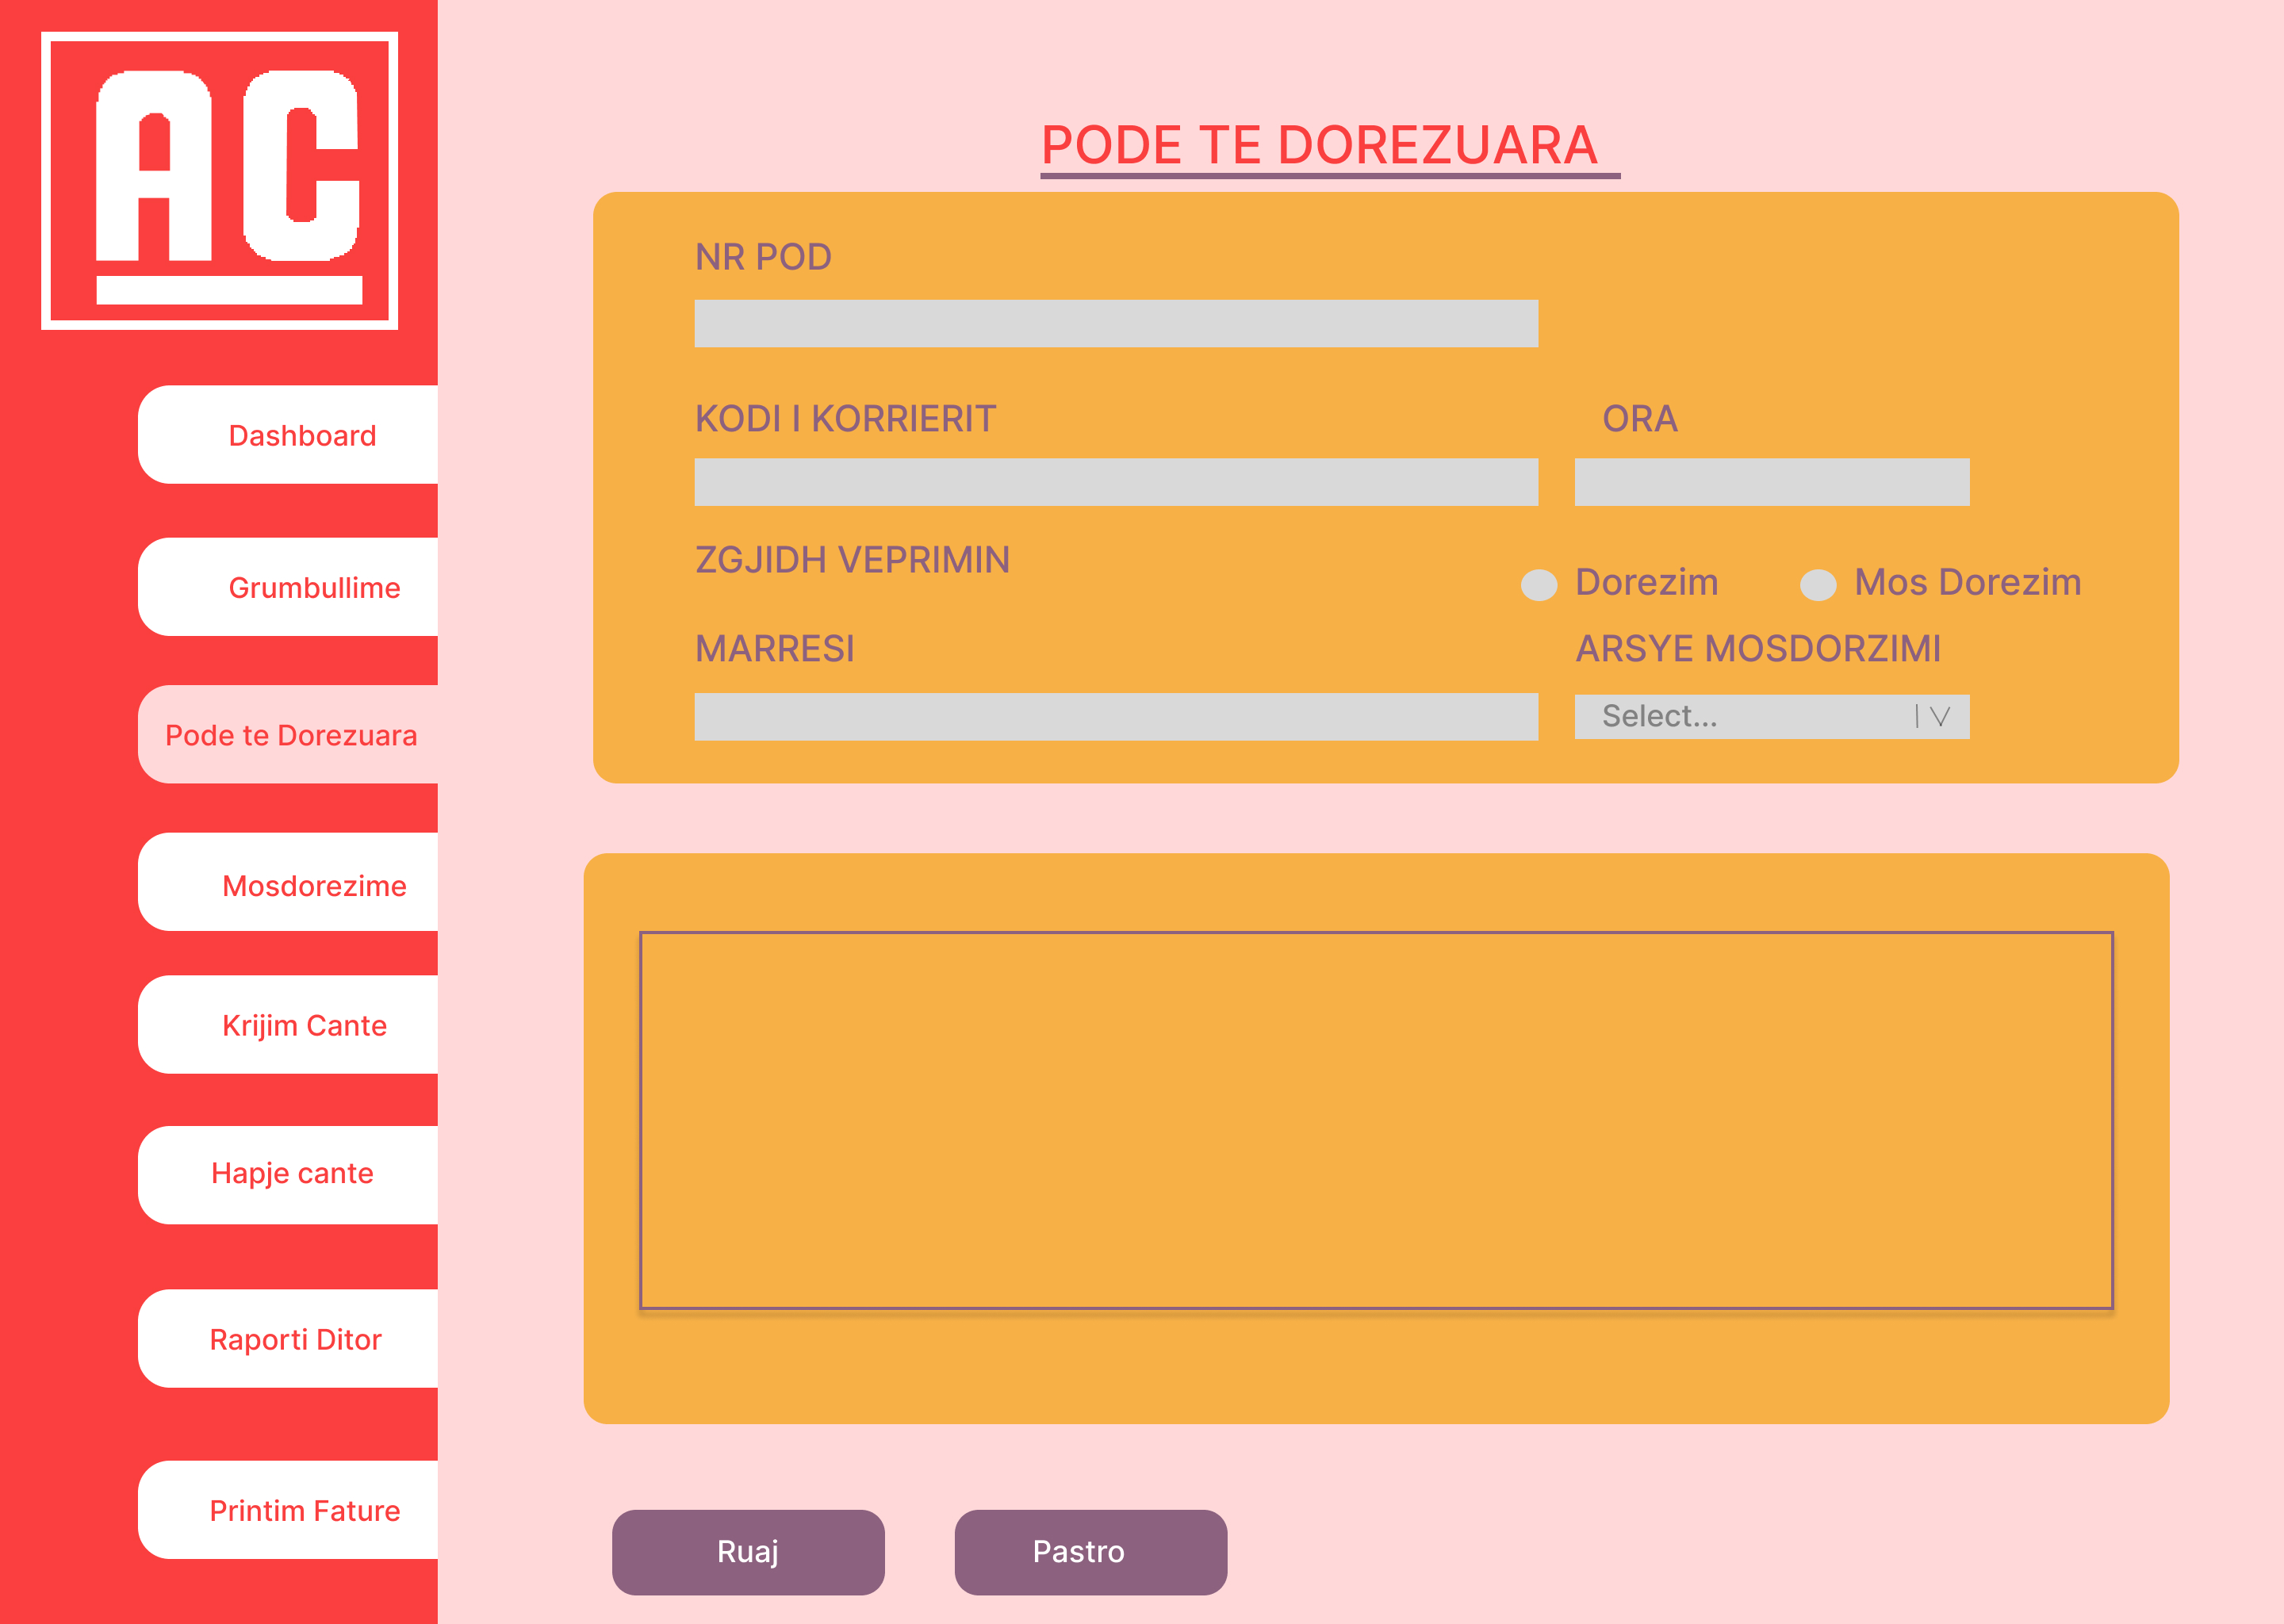 AC
Dashboard
Grumbullime
Pode te Dorezuara
Mosdorezime
Krijim Cante
Hapje cante
Raporti Ditor
Printim Fature
PODE TE DOREZUARA
NR POD
KODI I KORRIERIT
ORA
ZGJIDH VEPRIMIN
Dorezim
Mos Dorezim
MARRESI
ARSYE MOSDORZIMI
Select...
Ruaj
Pastro